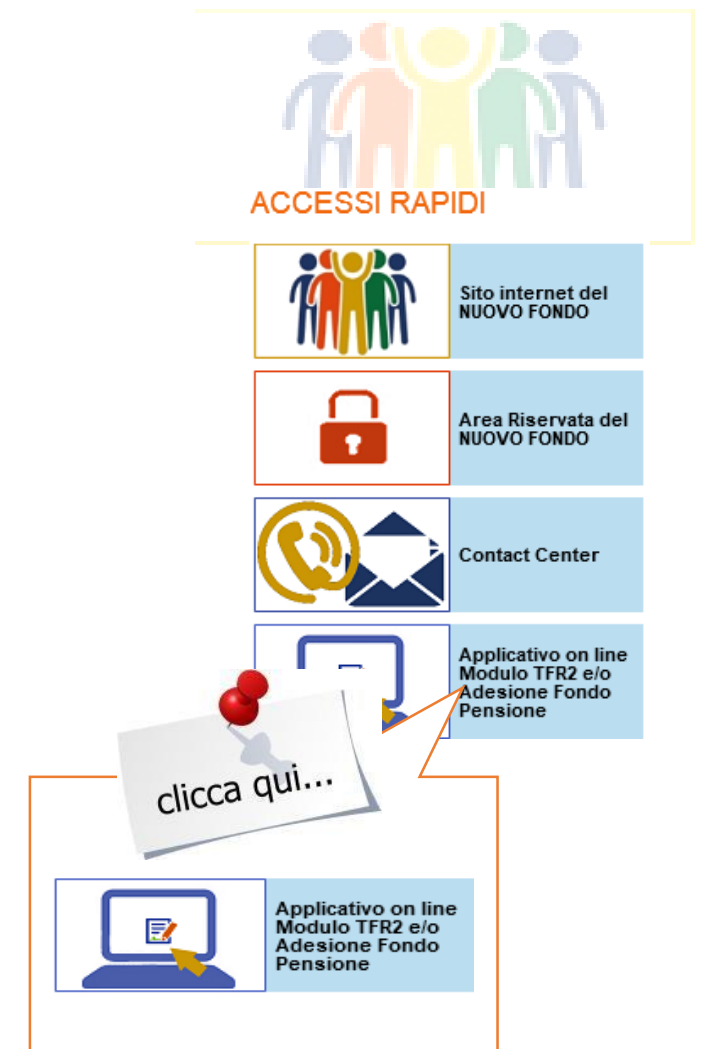 ACCESSI RAPIDI
Sito internet del
NUOVO FONDO
Area Riservata del
NUOVO FONDO
Contact Center
Applicativo on line
Modulo TFR2 e/o
Adesione Fondo
Pensione
clicca qui...
Applicativo on line
Modulo TFR2 e/o
Adesione Fondo
Pensione